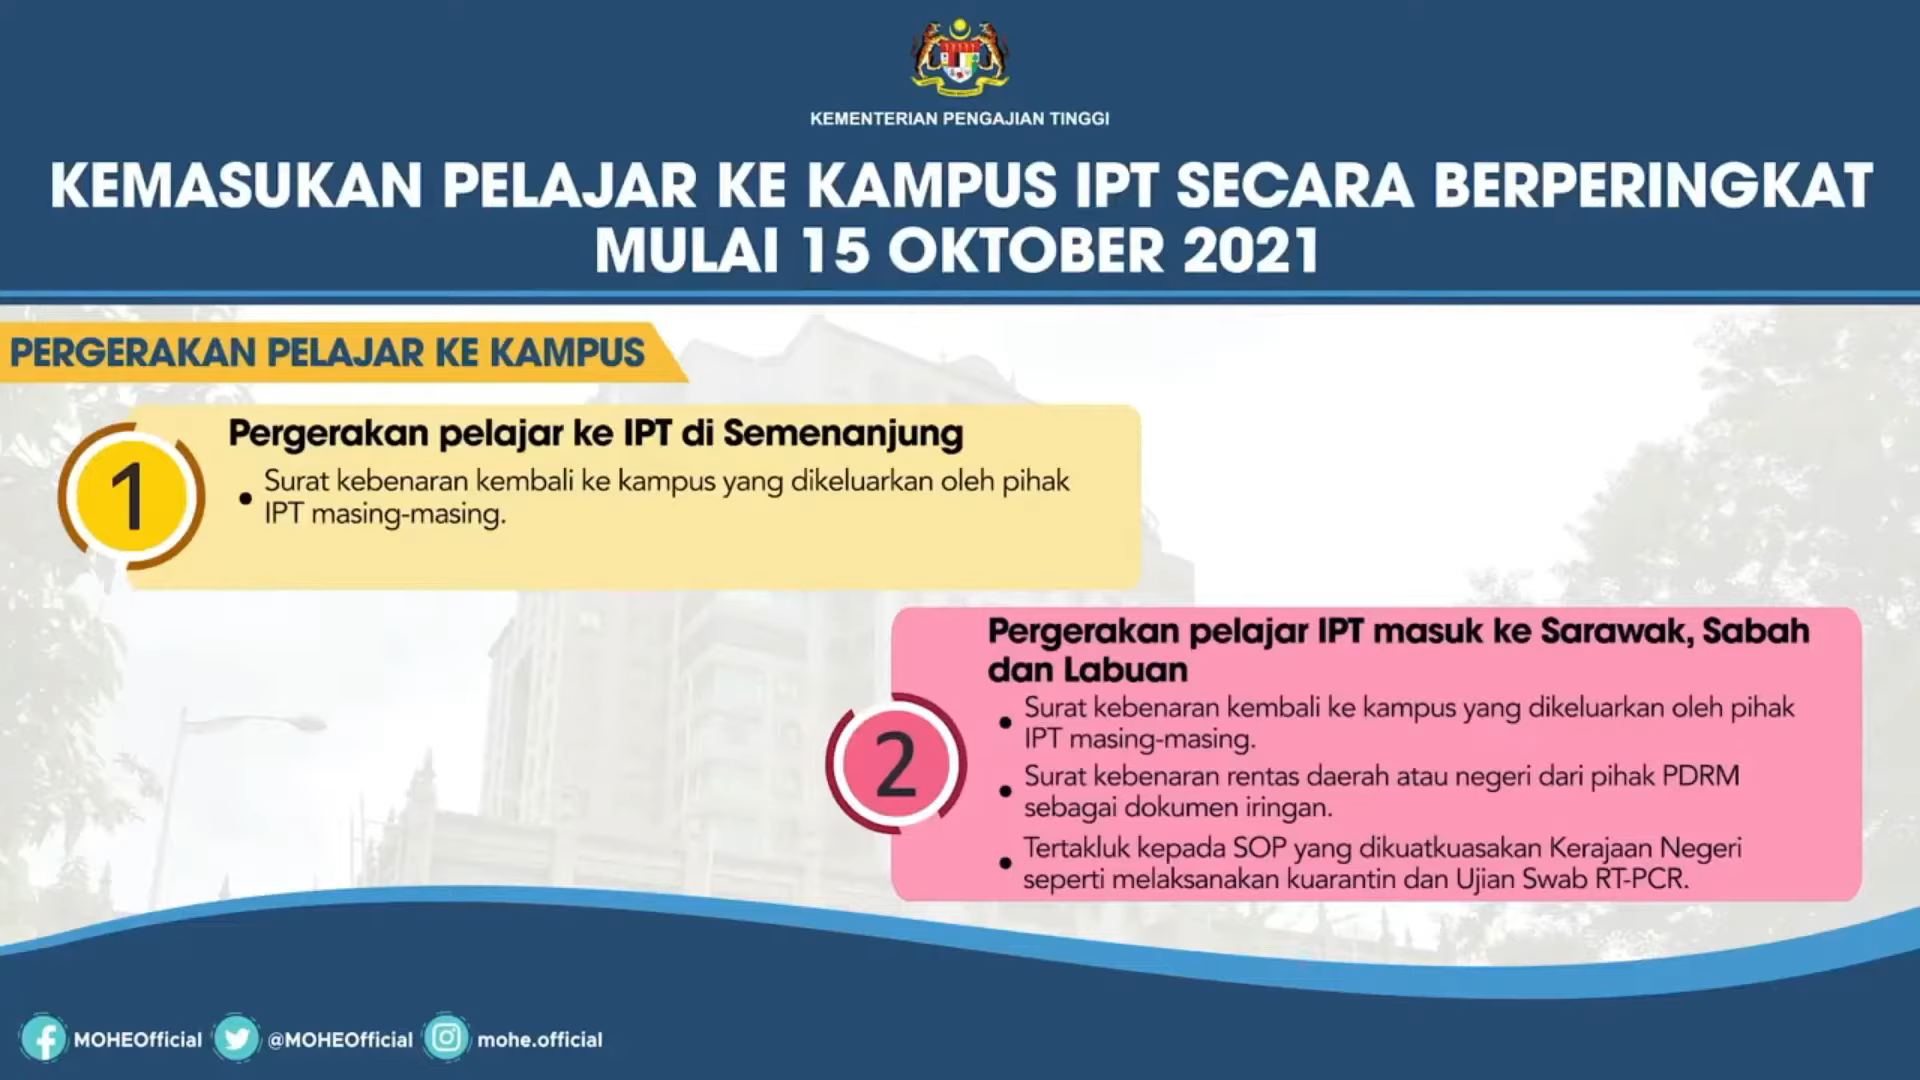 KEMENTERIAN PENGAJIAN TINGGI
KEMASUKAN PELAJAR KE KAMPUS IPT SECARA BERPERINGKAT
MULAI 15 OKTOBER 2021
PERGERAKAN PELAJAR KE KAMPUS
1
Pergerakan pelajar ke IPT di Semenanjung
• Surat kebenaran kembali ke kampus yang dikeluarkan oleh pihak
IPT masing-masing.
2
Pergerakan pelajar IPT masuk ke Sarawak, Sabah
dan Labuan
• Surat kebenaran kembali ke kampus yang dikeluarkan oleh pihak
IPT masing-masing.
• Surat kebenaran rentas daerah atau negeri dari pihak PDRM
sebagai dokumen iringan.
• Tertakluk kepada SOP yang dikuatkuasakan Kerajaan Negeri
seperti melaksanakan kuarantin dan Ujian Swab RT-PCR.
MOHEOfficial @MOHEOfficial mohe.official